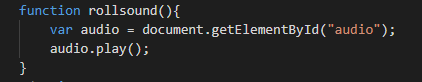 function rollsound(){
    var audio = document.getElementById("audio");
    audio.play();
}